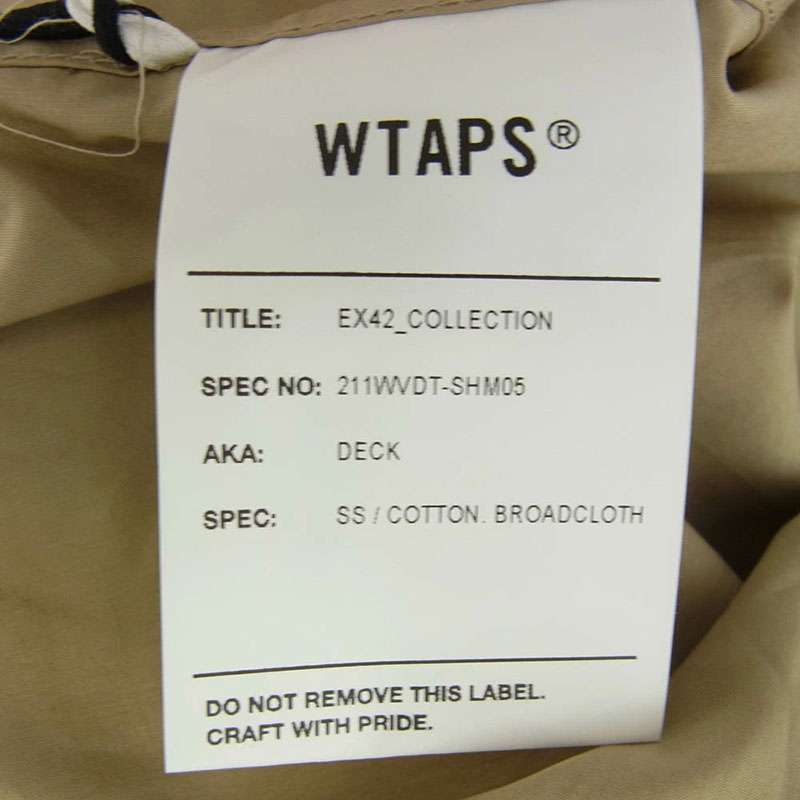 WTAPS®
TITLE: EX42_COLLECTION
SPEC NO: 211WVDT-SHM05
AKA: DECK
SPEC: SS / COTTON. BROADCLOTH
DO NOT REMOVE THIS LABEL.
CRAFT WITH PRIDE.